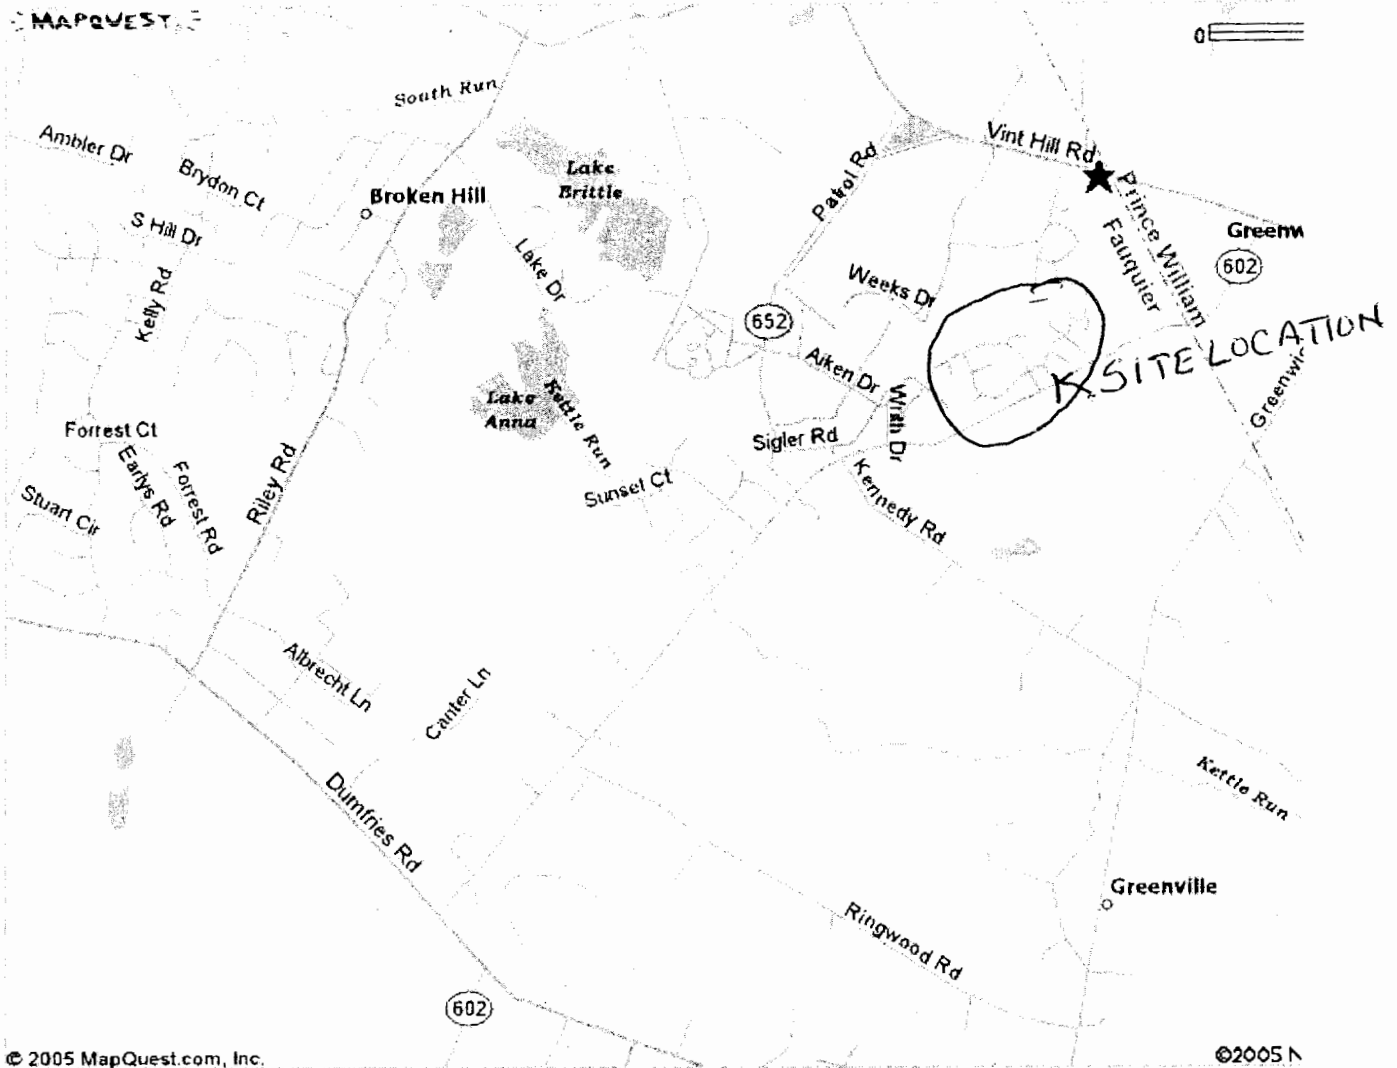 MAPQUEST
0
South Run
Ambler Dr
Brydon Ct
Broken Hill
Lake
Brittle
Patrol Rd
Vint Hill Rd
Prince William
Fauquier
Greenw
602
S Hill Dr
Kelly Rd
Lake Dr
Weeks Dr
652
Aiken Dr
SITE LOCATION
Lake
Anna
Kettle Run
Sigler Rd
Greenwic
Forrest Ct
Earlys Rd
Forrest Rd
Stuart Cir
Riley Rd
Sunset Ct
Kennedy Rd
Albrecht Ln
Canter Ln
Dumfries Rd
Kettle Run
Greenville
Ringwood Rd
602
© 2005 MapQuest.com, Inc.
©2005 N